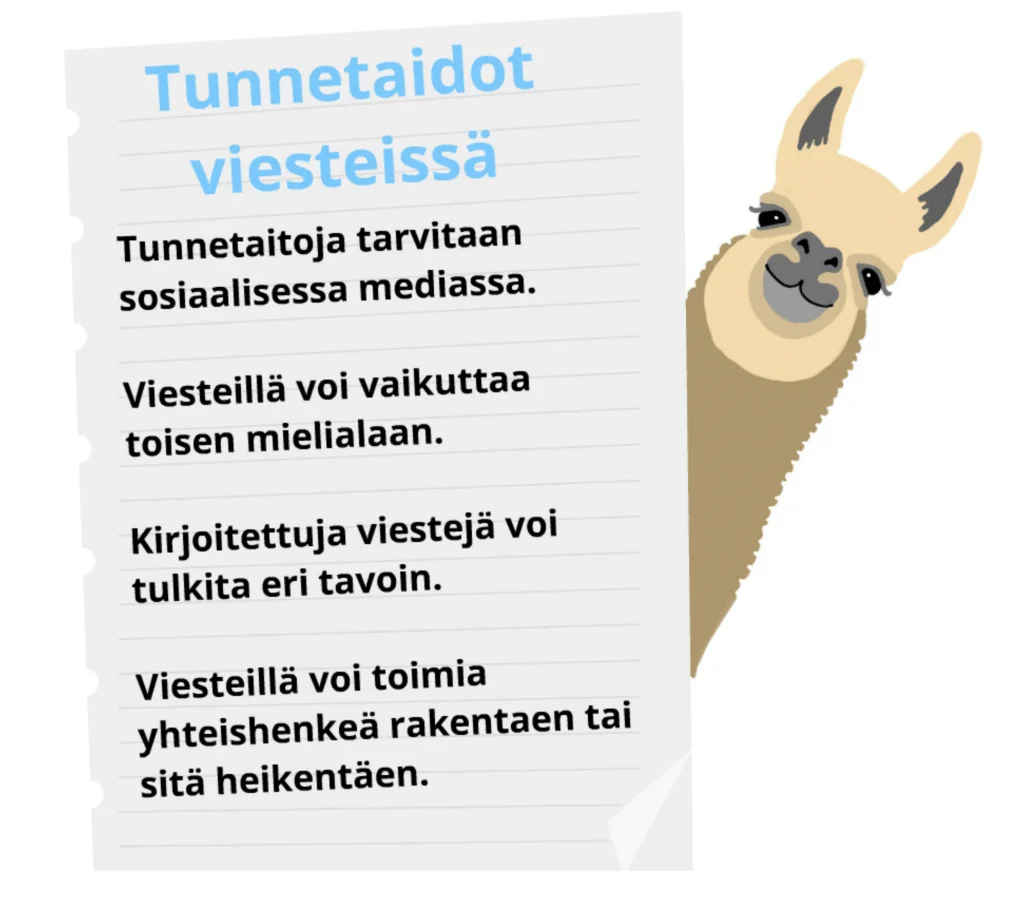 Tunnetaidot
viesteissä
Tunnetaitoja tarvitaan
sosiaalisessa mediassa.
Viesteillä voi vaikuttaa
toisen mielialaan.
Kirjoitettuja viestejä voi
tulkita eri tavoin.
Viesteillä voi toimia
yhteishenkeä rakentaen tai
sitä heikentäen.